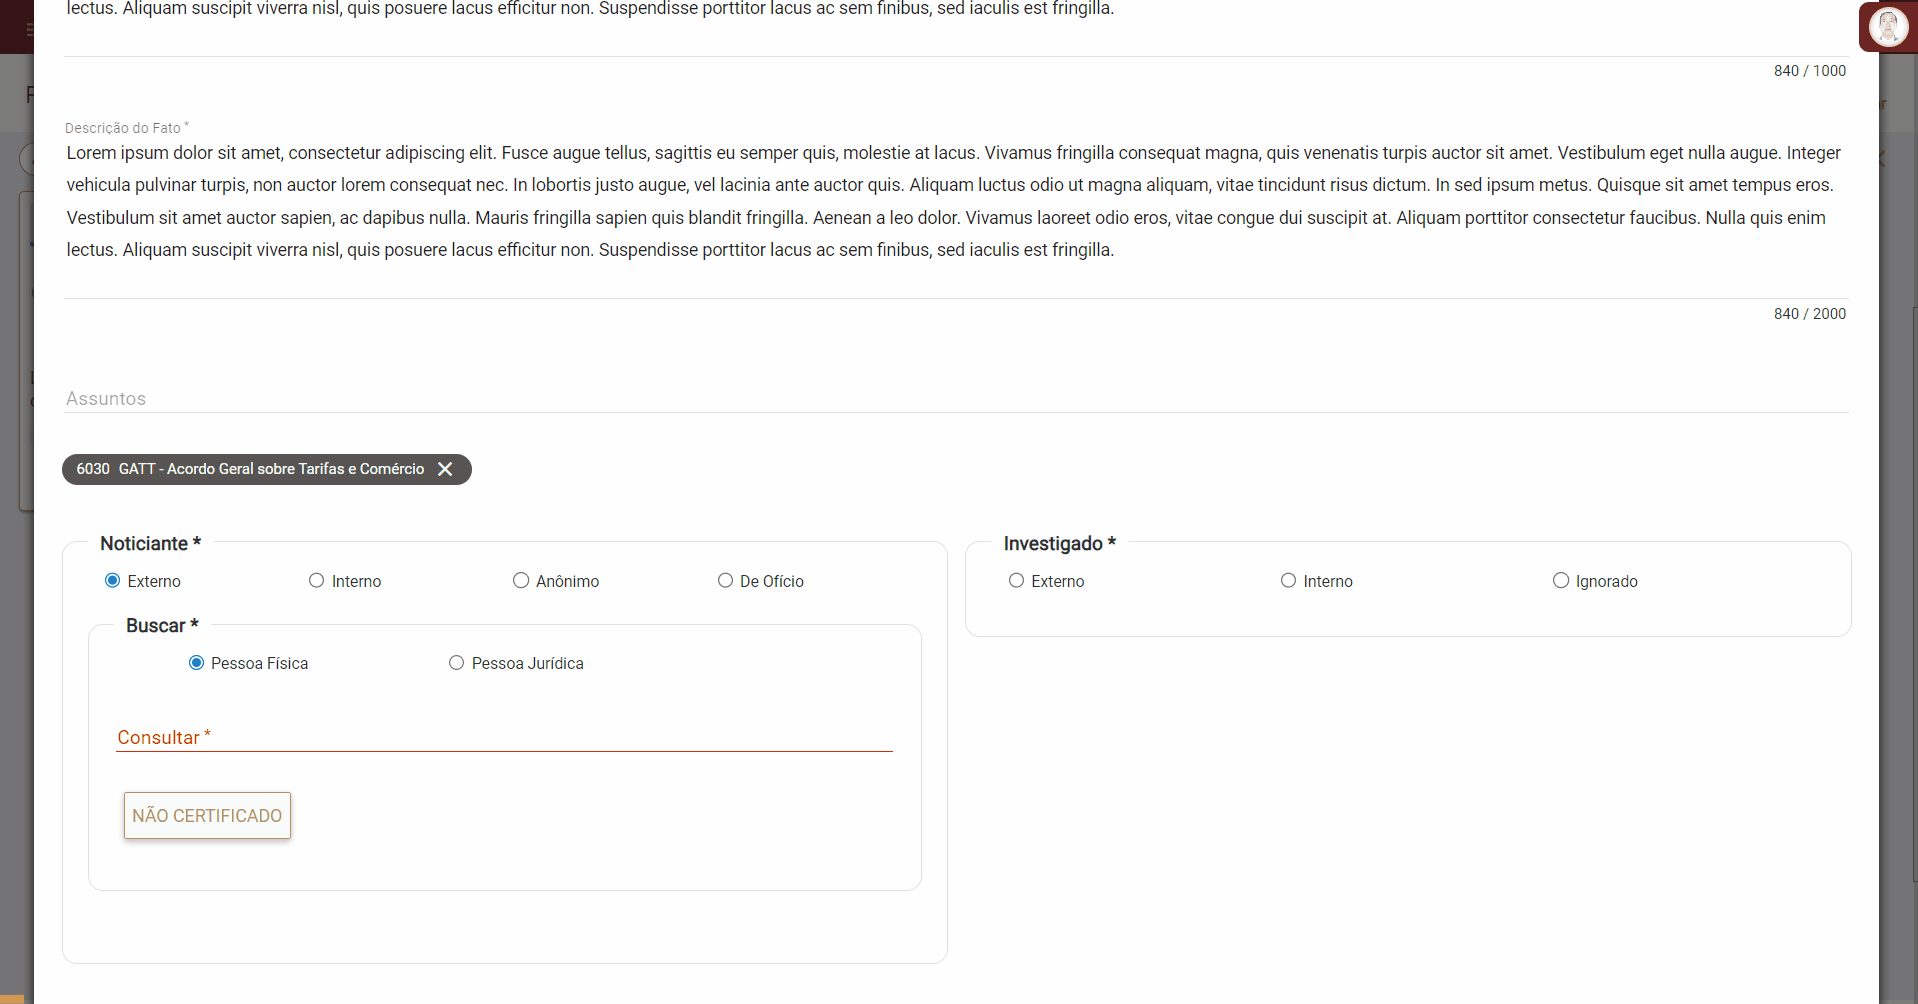 lectus. Aliquam suscipit viverra nisl, quis posuere lacus efficitur non. Suspendisse porttitor lacus ac sem finibus, sed iaculis est fringilla.
840 / 1000
Descrição do Fato *
Lorem ipsum dolor sit amet, consectetur adipiscing elit. Fusce augue tellus, sagittis eu semper quis, molestie at lacus. Vivamus fringilla consequat magna, quis venenatis turpis auctor sit amet. Vestibulum eget nulla augue. Integer
vehicula pulvinar turpis, non auctor lorem consequat nec. In lobortis justo augue, vel lacinia ante auctor quis. Aliquam luctus odio ut magna aliquam, vitae tincidunt risus dictum. In sed ipsum metus. Quisque sit amet tempus eros.
Vestibulum sit amet auctor sapien, ac dapibus nulla. Mauris fringilla sapien quis blandit fringilla. Aenean a leo dolor. Vivamus laoreet odio eros, vitae congue dui suscipit at. Aliquam porttitor consectetur faucibus. Nulla quis enim
lectus. Aliquam suscipit viverra nisl, quis posuere lacus efficitur non. Suspendisse porttitor lacus ac sem finibus, sed iaculis est fringilla.
840 / 2000
Assuntos
6030 GATT - Acordo Geral sobre Tarifas e Comércio
Noticiante *
Externo Interno Anônimo De Ofício
Buscar *
Pessoa Física Pessoa Jurídica
Consultar *
NÃO CERTIFICADO
Investigado *
Externo Interno Ignorado